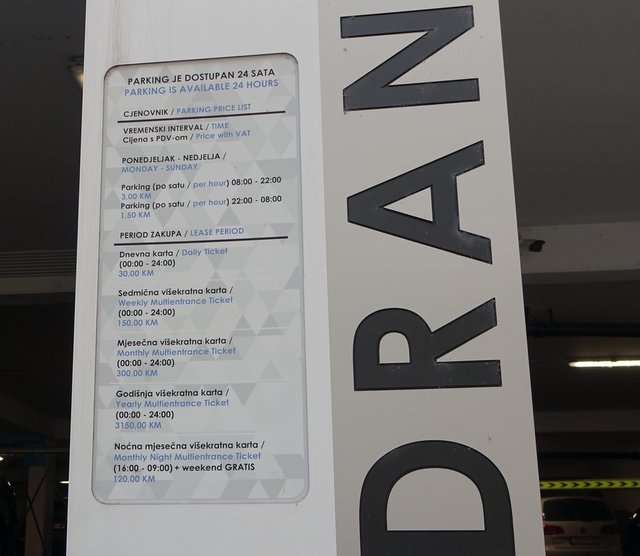 PARKING JE DOSTUPAN 24 SATA
PARKING IS AVAILABLE 24 HOURS
CJENOVNIK / PARKING PRICE LIST
VREMENSKI INTERVAL / TIME
Cijena s PDV-om / Price with VAT
PONEDJELJAK - NEDJELJA /
MONDAY - SUNDAY
Parking (po satu / per hour) 08:00 - 22:00
3,00 KM
Parking (po satu / per hour) 22:00 - 08:00
1,50 KM
PERIOD ZAKUPA / LEASE PERIOD
Dnevna karta / Daily Ticket
(00:00 - 24:00)
30,00 KM
Sedmična višekratna karta /
Weekly Multientrance Ticket
(00:00 - 24:00)
150,00 KM
Mjesečna višekratna karta /
Monthly Multientrance Ticket
(00:00 - 24:00)
300,00 KM
Godišnja višekratna karta /
Yearly Multientrance Ticket
(00:00 - 24:00)
3150,00 KM
Noćna mjesečna višekratna karta /
Monthly Night Multientrance Ticket
(16:00 - 09:00) + weekend GRATIS
120,00 KM
DRAN